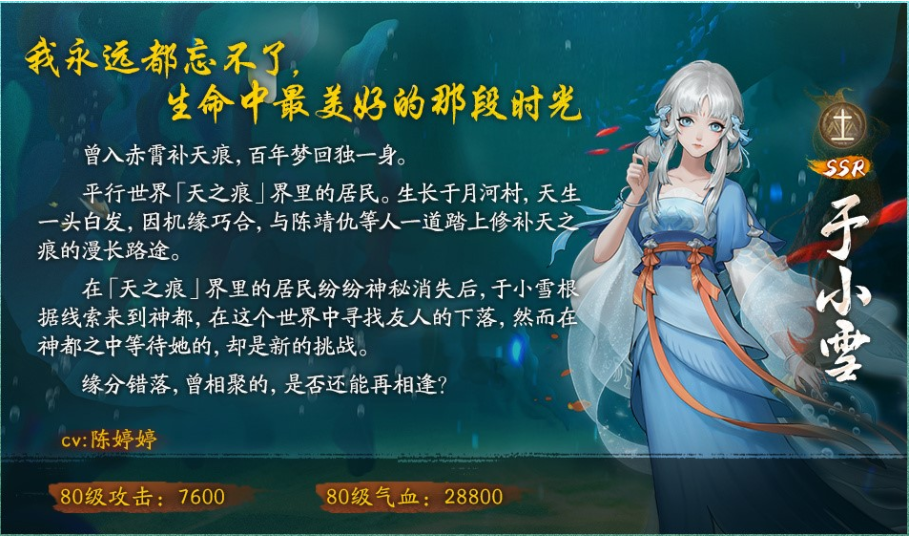 我永远都忘不了,
生命中最美好的那段时光
曾入赤霄补天痕,百年梦回独一身。
平行世界「天之痕」界里的居民。生长于月河村,天生
一头白发,因机缘巧合,与陈靖仇等人一道踏上修补天之
痕的漫长路途。
在「天之痕」界里的居民纷纷神秘消失后,于小雪根
据线索来到神都,在这个世界中寻找友人的下落,然而在
神都之中等待她的,却是新的挑战。
缘分错落,曾相聚的,是否还能再相逢?
cv:陈婷婷
80级攻击:7600
80级气血:28800
土
SSR
于小雪